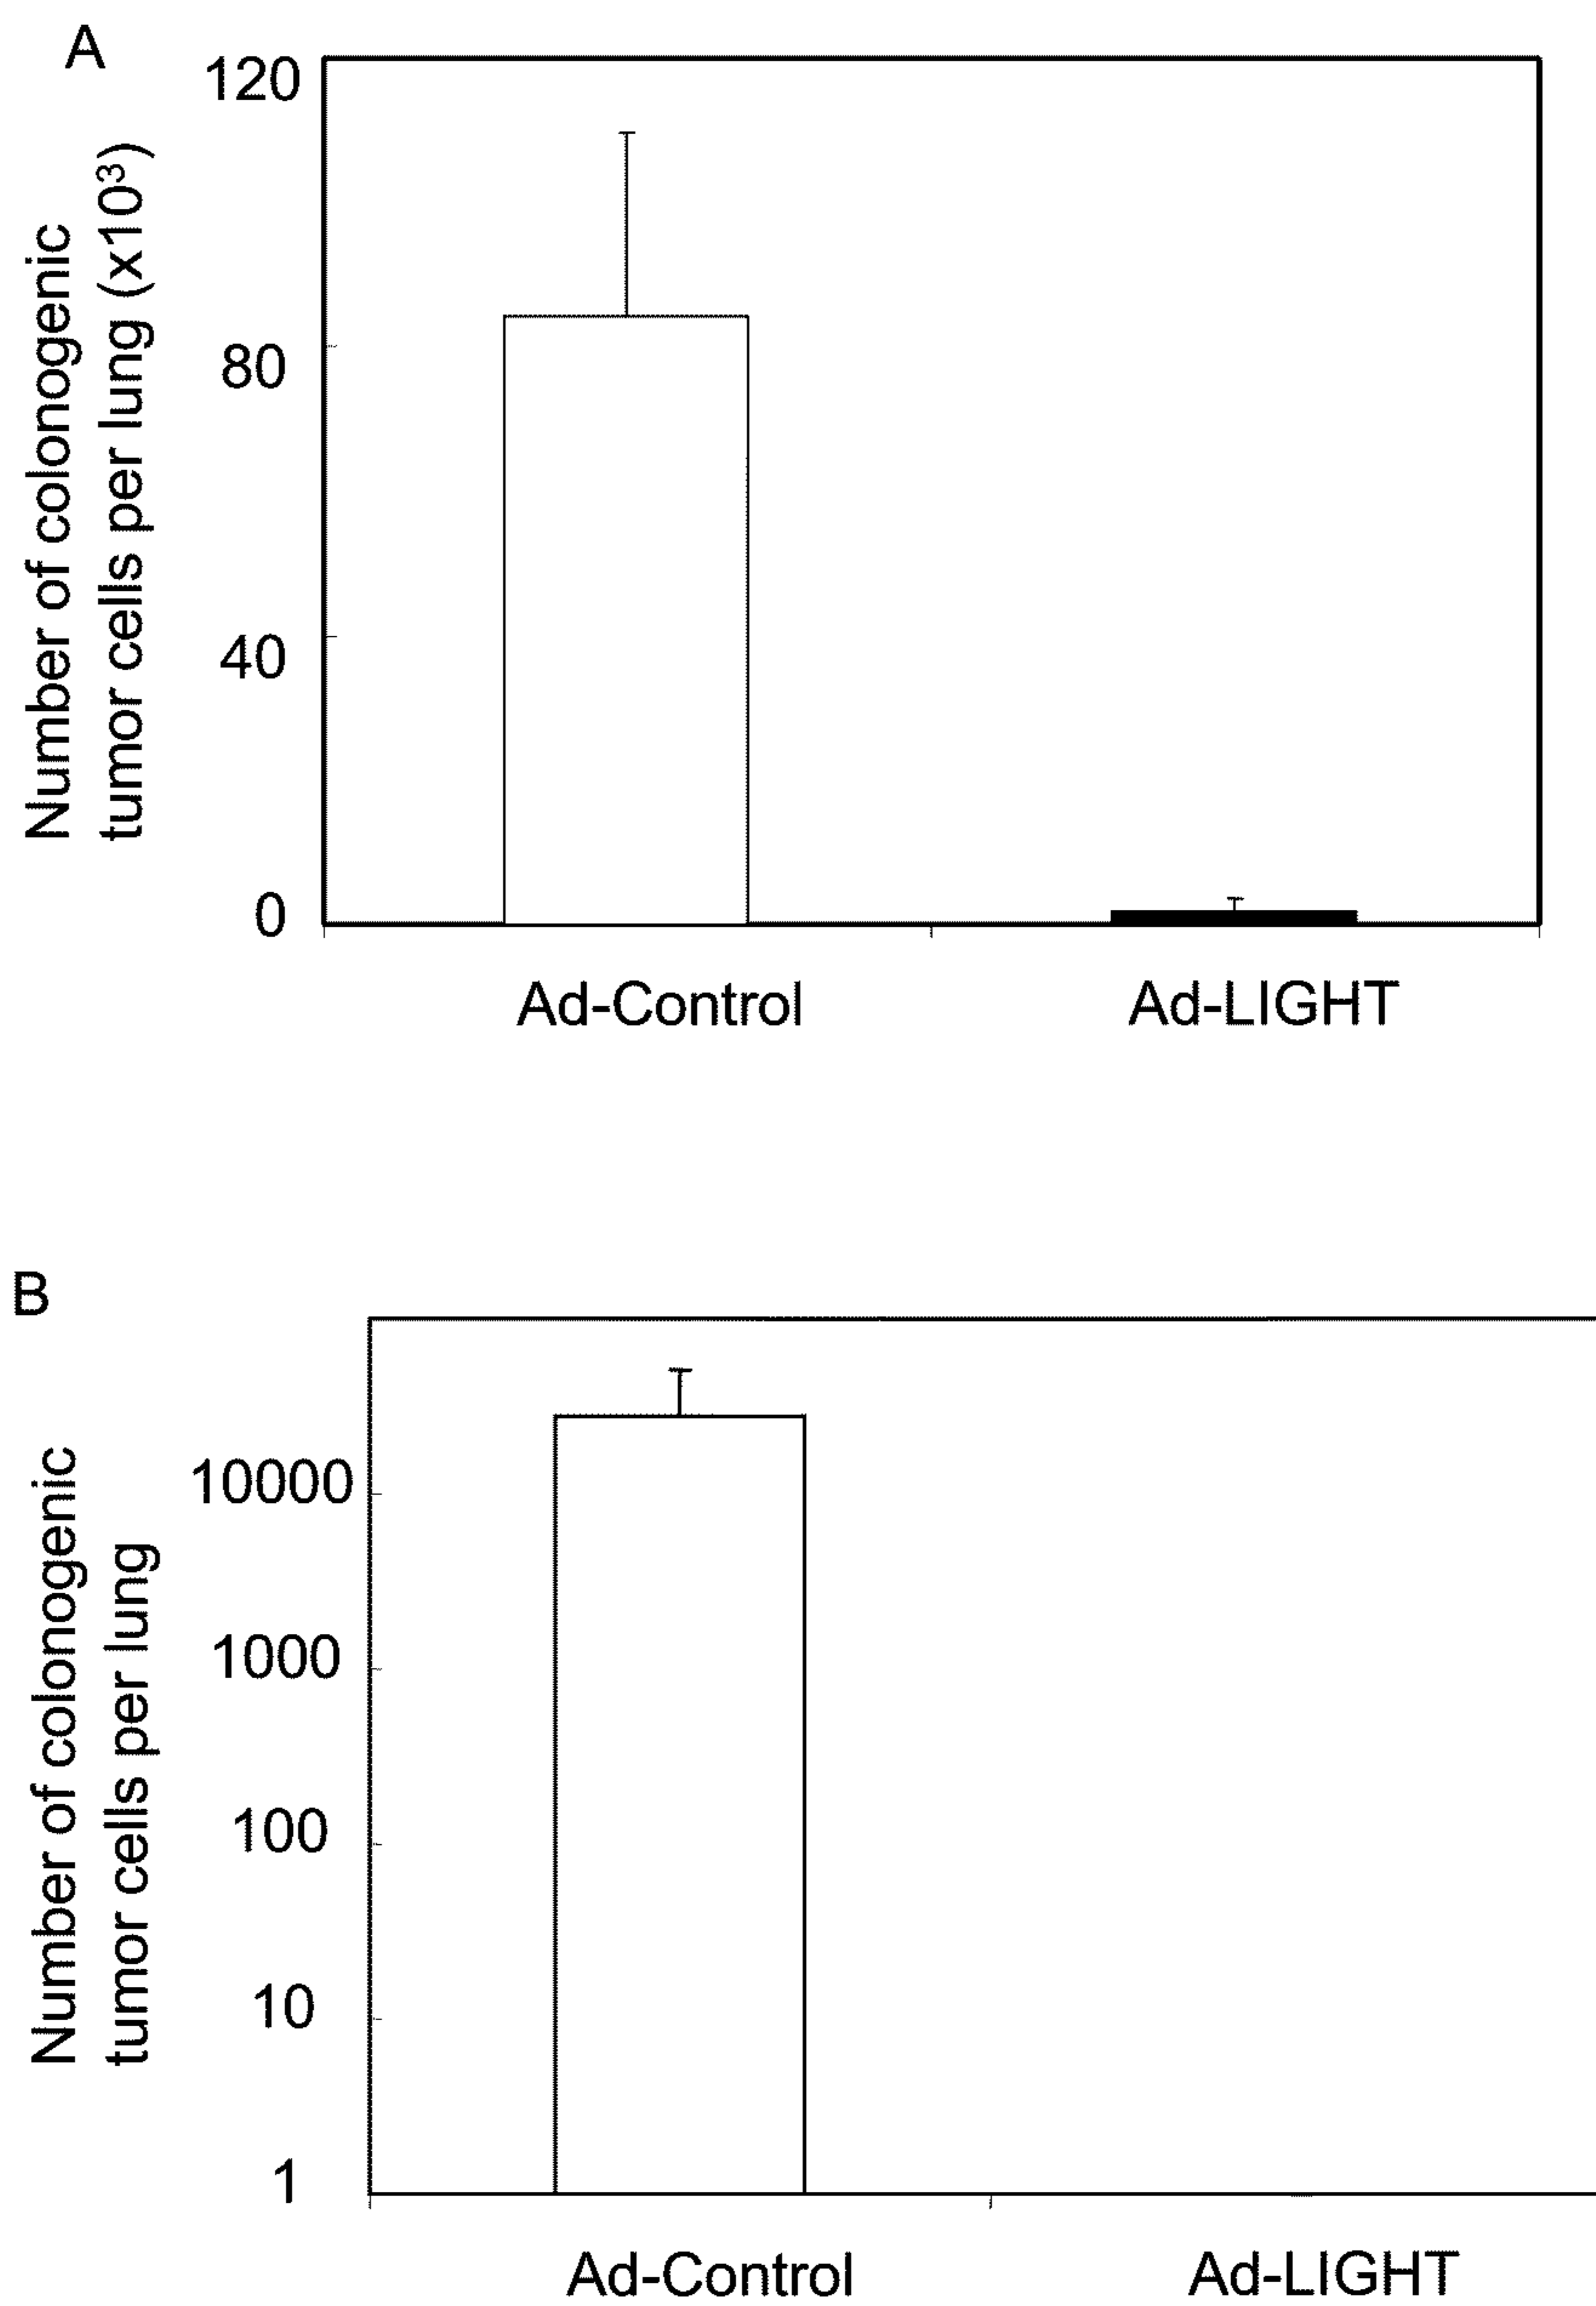 A
120
80
40
0
Number of colonogenic
tumor cells per lung (x10³)
Ad-Control Ad-LIGHT
B
10000
1000
100
10
1
Number of colonogenic
tumor cells per lung
Ad-Control Ad-LIGHT